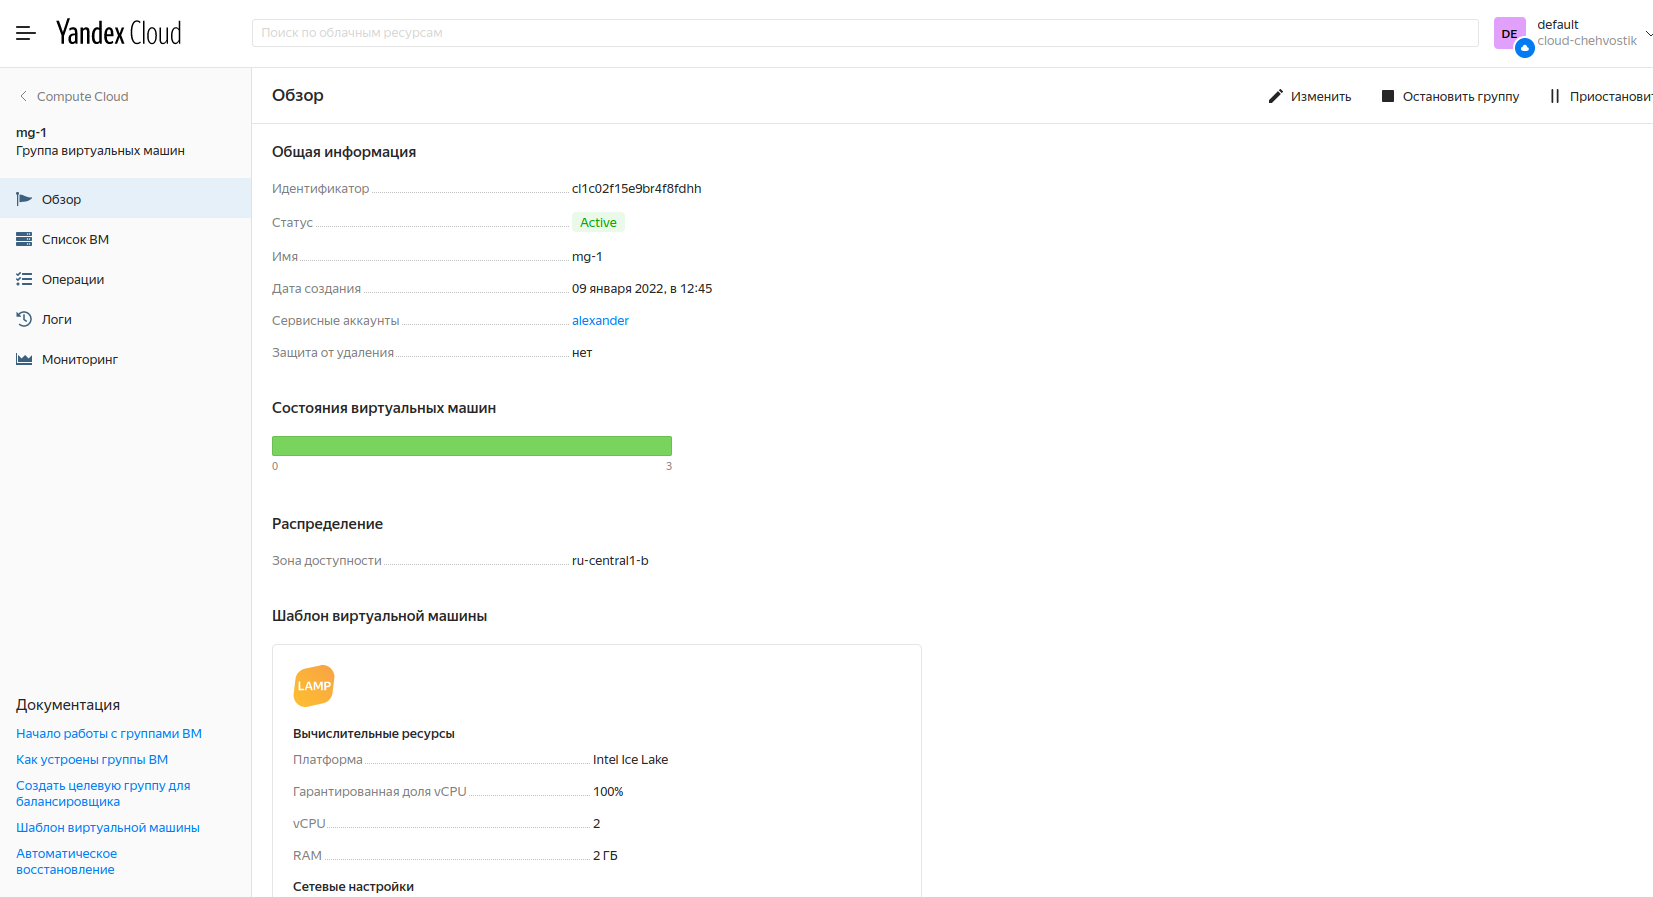 Yandex Cloud
Поиск по облачным ресурсам
DE
default
cloud-chehvostik
Compute Cloud
mg-1
Группа виртуальных машин
Обзор
Список ВМ
Операции
Логи
Мониторинг
Документация
Начало работы с группами ВМ
Как устроены группы ВМ
Создать целевую группу для
балансировщика
Шаблон виртуальной машины
Автоматическое
восстановление
Обзор
Изменить
Остановить группу
Приостановит
Общая информация
Идентификатор cl1c02f15e9br4f8fdhh
Статус Active
Имя mg-1
Дата создания 09 января 2022, в 12:45
Сервисные аккаунты alexander
Защита от удаления нет
Состояния виртуальных машин
0 3
Распределение
Зона доступности ru-central1-b
Шаблон виртуальной машины
LAMP
Вычислительные ресурсы
Платформа Intel Ice Lake
Гарантированная доля vCPU 100%
vCPU 2
RAM 2 ГБ
Сетевые настройки